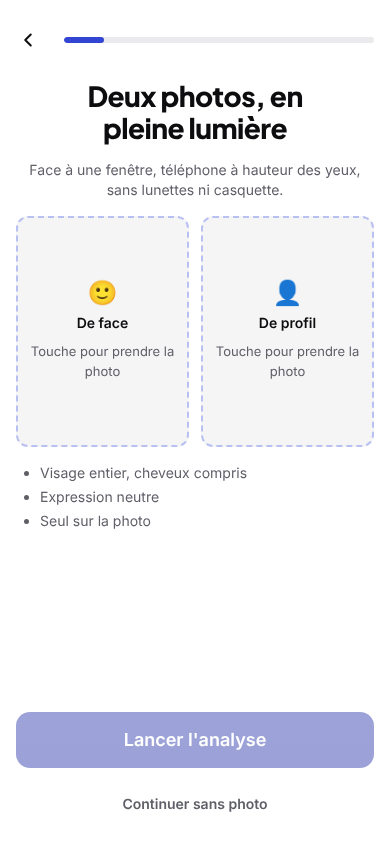 Deux photos, en
pleine lumière
Face à une fenêtre, téléphone à hauteur des yeux,
sans lunettes ni casquette.
De face
Touche pour prendre la
photo
De profil
Touche pour prendre la
photo
Visage entier, cheveux compris
Expression neutre
Seul sur la photo
Lancer l'analyse
Continuer sans photo